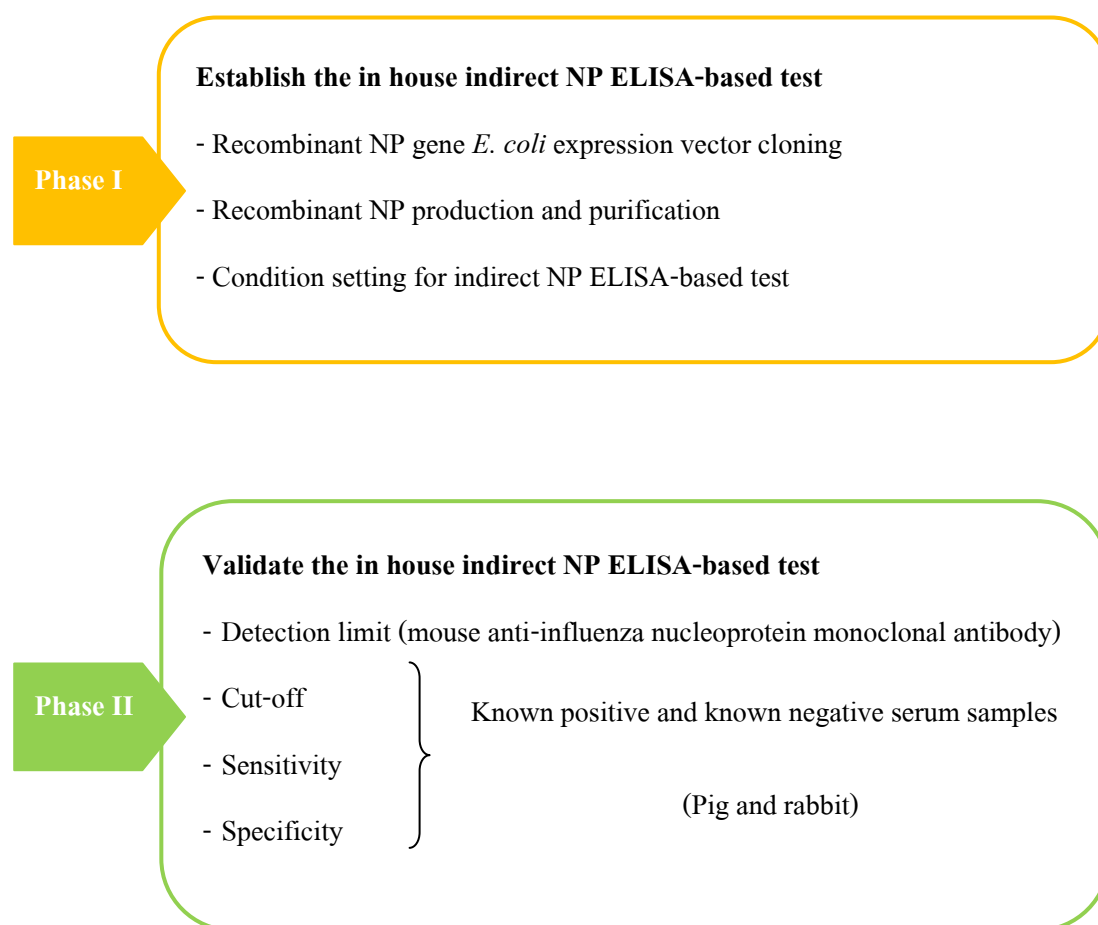 Establish the in house indirect NP ELISA-based test
- Recombinant NP gene E. coli expression vector cloning
Phase I
- Recombinant NP production and purification
- Condition setting for indirect NP ELISA-based test
Validate the in house indirect NP ELISA-based test
- Detection limit (mouse anti-influenza nucleoprotein monoclonal antibody)
Phase II
- Cut-off
- Sensitivity
- Specificity
Known positive and known negative serum samples
(Pig and rabbit)